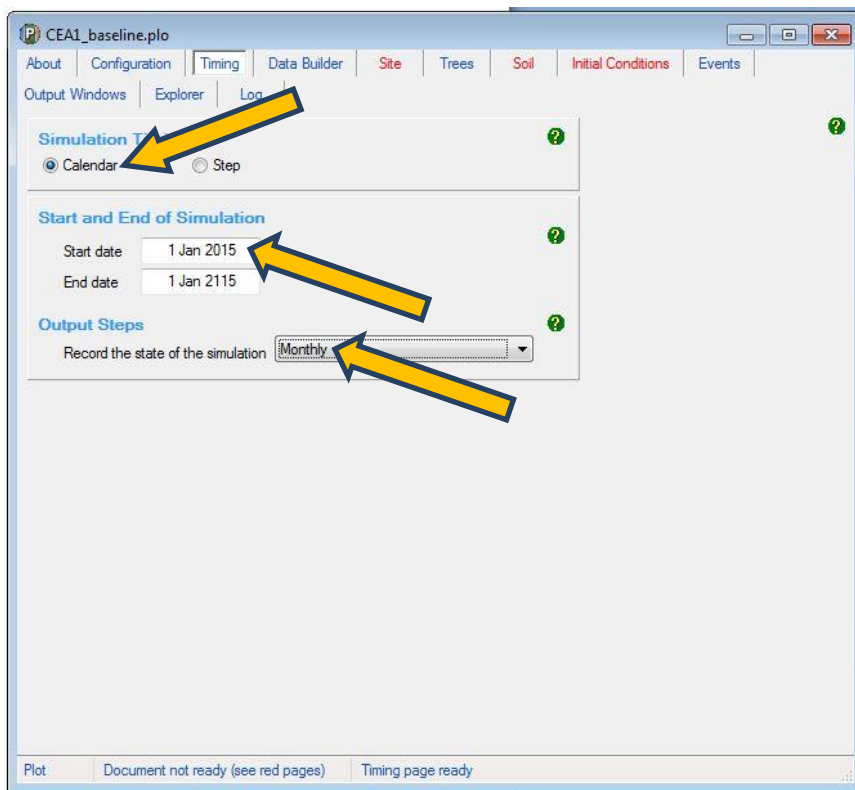 CEA1_baseline.plo
About Configuration Timing Data Builder Site Trees Soil Initial Conditions Events
Output Windows Explorer Log
Simulation
Calendar Step
Start and End of Simulation
Start date 1 Jan 2015
End date 1 Jan 2115
Output Steps
Record the state of the simulation Monthly
Plot Document not ready (see red pages) Timing page ready